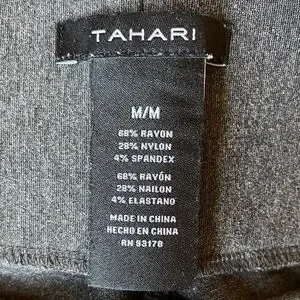 TAHARI
M/M
68% RAYON
28% NYLON
4% SPANDEX
68% RAYÓN
28% NAILON
4% ELASTANO
MADE IN CHINA
HECHO EN CHINA
RN 93178